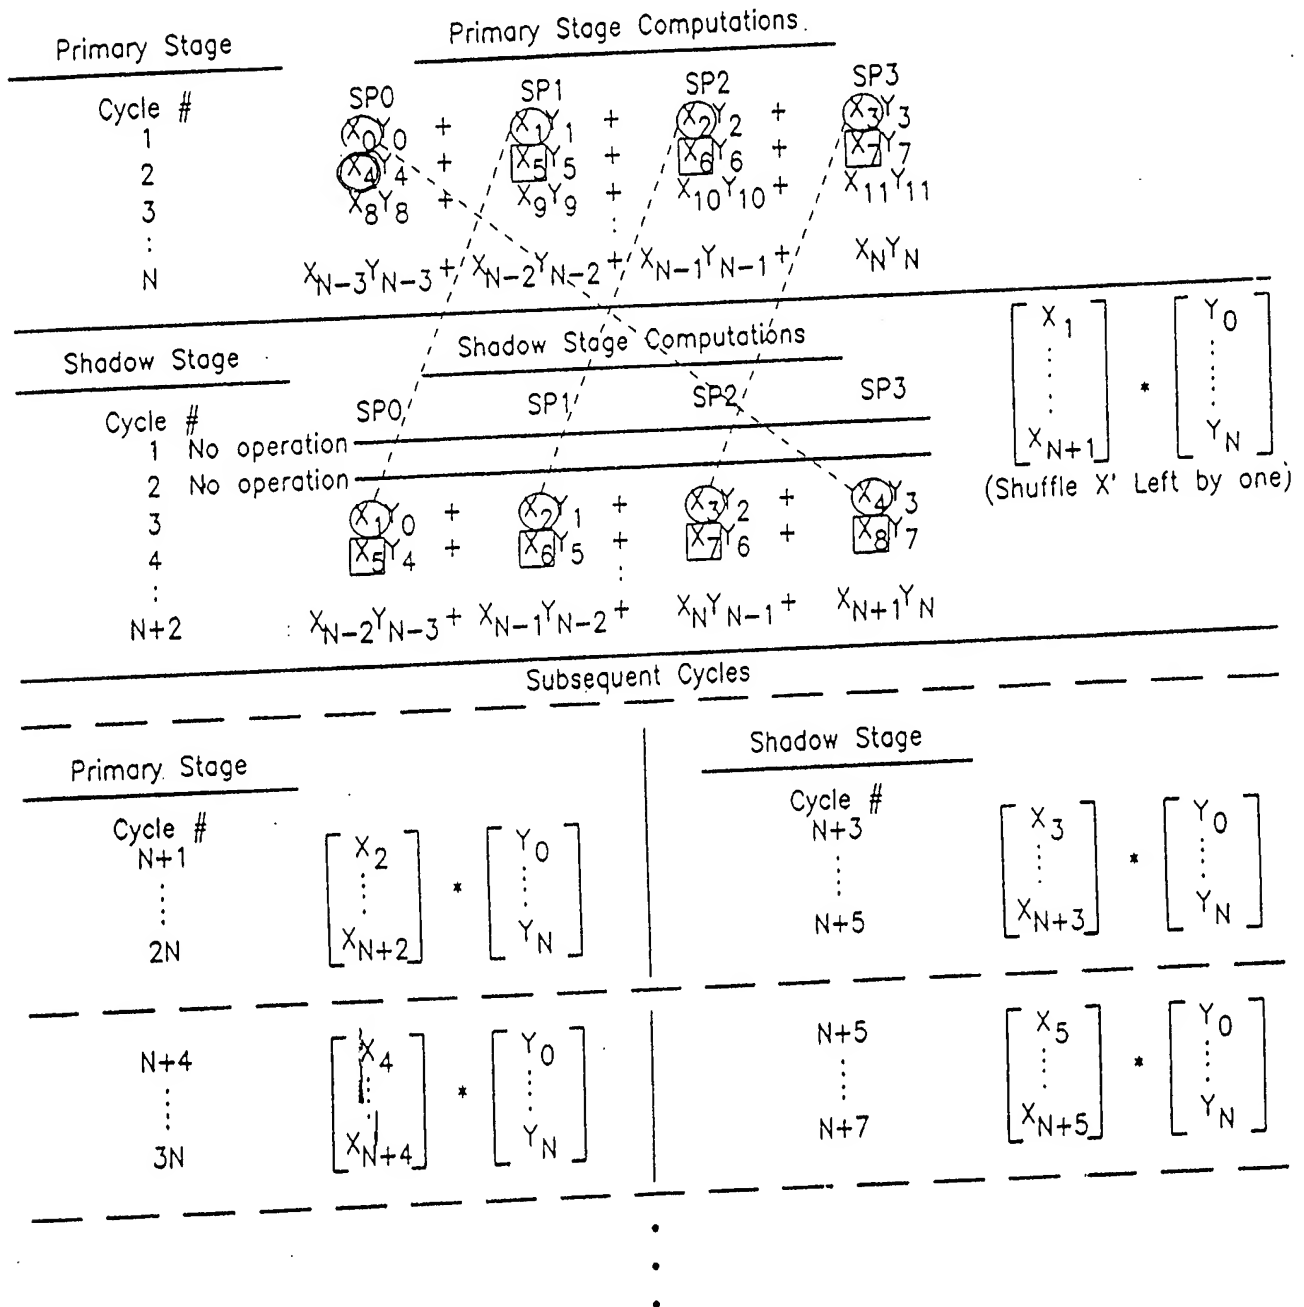 Primary Stage Primary Stage Computations
Cycle # SP0 SP1 SP2 SP3
1 X0Y0 + X1Y1 + X2Y2 + X3Y3
2 X4Y4 + X5Y5 + X6Y6 + X7Y7
3 X8Y8 + X9Y9 + X10Y10 + X11Y11
N XN-3YN-3 + XN-2YN-2 + XN-1YN-1 + XNYN
Shadow Stage Shadow Stage Computations
Cycle # SP0 SP1 SP2 SP3
1 No operation
2 No operation
3 X1Y0 + X2Y1 + X3Y2 + X4Y3
4 X5Y4 + X6Y5 + X7Y6 + X8Y7
N+2 XN-2YN-3 + XN-1YN-2 + XNYN-1 + XN+1YN
X1 * Y0
XN+1 YN
(Shuffle X' Left by one)
Subsequent Cycles
Primary Stage
Cycle #
N+1 X2 * Y0
2N XN+2 YN
Shadow Stage
Cycle #
N+3 X3 * Y0
N+5 XN+3 YN
N+4 X4 * Y0
3N XN+4 YN
N+5 X5 * Y0
N+7 XN+5 YN